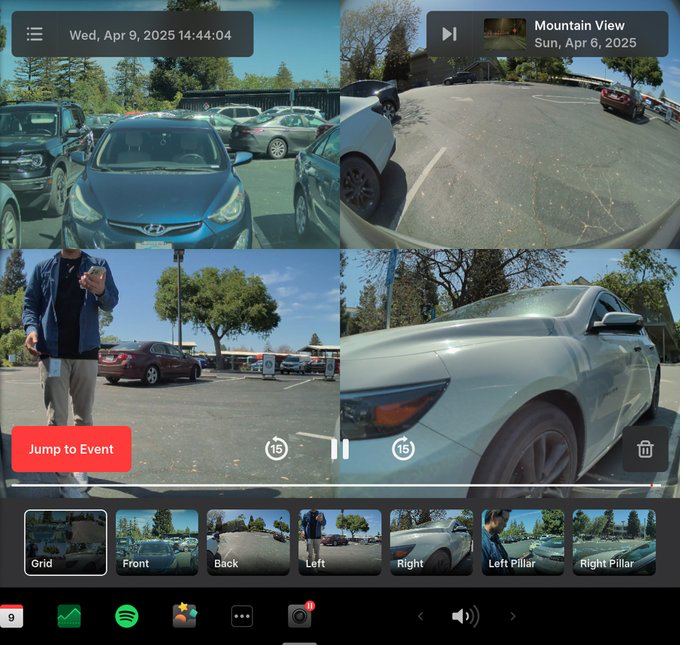 Wed, Apr 9, 2025 14:44:04
Mountain View
Sun, Apr 6, 2025
Jump to Event
15
15
Grid
Front
Back
Left
Right
Left Pillar
Right Pillar
9